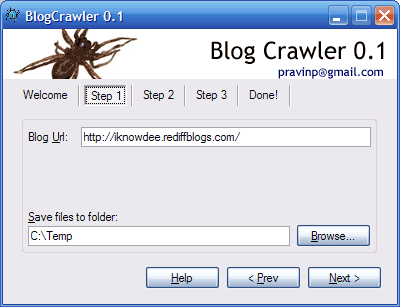 BlogCrawler 0.1
Blog Crawler 0.1
pravinp@gmail.com
Welcome Step 1 Step 2 Step 3 Done!
Blog Url: http://iknowdee.rediffblogs.com/
Save files to folder:
C:\Temp Browse...
Help < Prev Next >